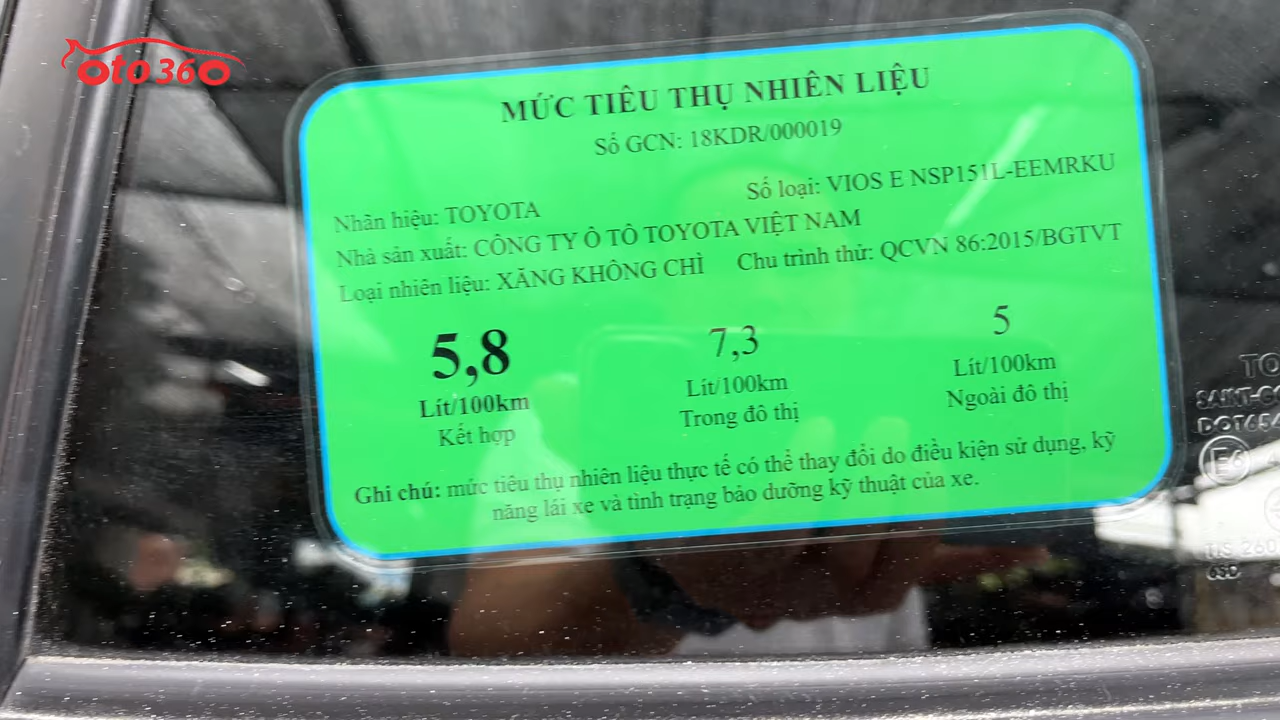 oto360
MỨC TIÊU THỤ NHIÊN LIỆU
Số GCN: 18KDR/000019
Nhãn hiệu: TOYOTA Số loại: VIOS E NSP151L-EEMRKU
Nhà sản xuất: CÔNG TY Ô TÔ TOYOTA VIỆT NAM
Loại nhiên liệu: XĂNG KHÔNG CHÌ Chu trình thử: QCVN 86:2015/BGTVT
5,8 7,3 5
Lít/100km Lít/100km Lít/100km
Kết hợp Trong đô thị Ngoài đô thị
Ghi chú: mức tiêu thụ nhiên liệu thực tế có thể thay đổi do điều kiện sử dụng, kỹ
năng lái xe và tình trạng bảo dưỡng kỹ thuật của xe.
TO
SAINT-G
DOT654
E6